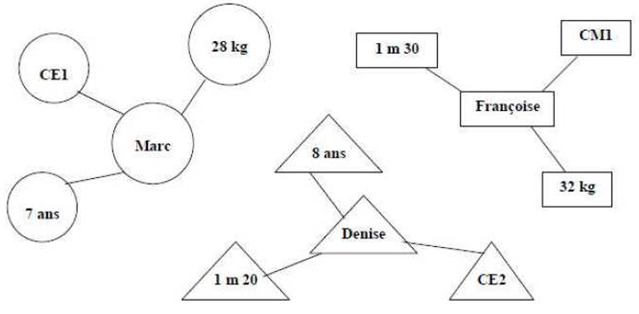 28 kg
CE1
Marc
7 ans
1 m 30
CM1
Françoise
32 kg
8 ans
Denise
1 m 20
CE2